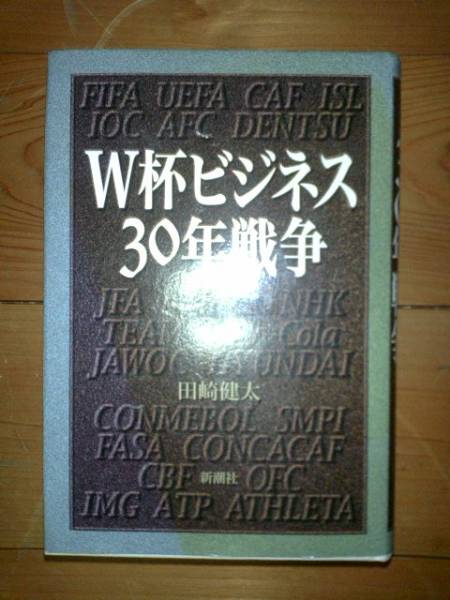 FIFA UEFA CAF ISL
IOC AFC DENTSU
W杯ビジネス
30年戦争
JFA NHK
TEAM Cola
JAWOC HYUNDAI
田崎健太
CONMEBOL SMPI
FASA CONCACAF
CBF 新潮社 OFC
IMG ATP ATHLETA